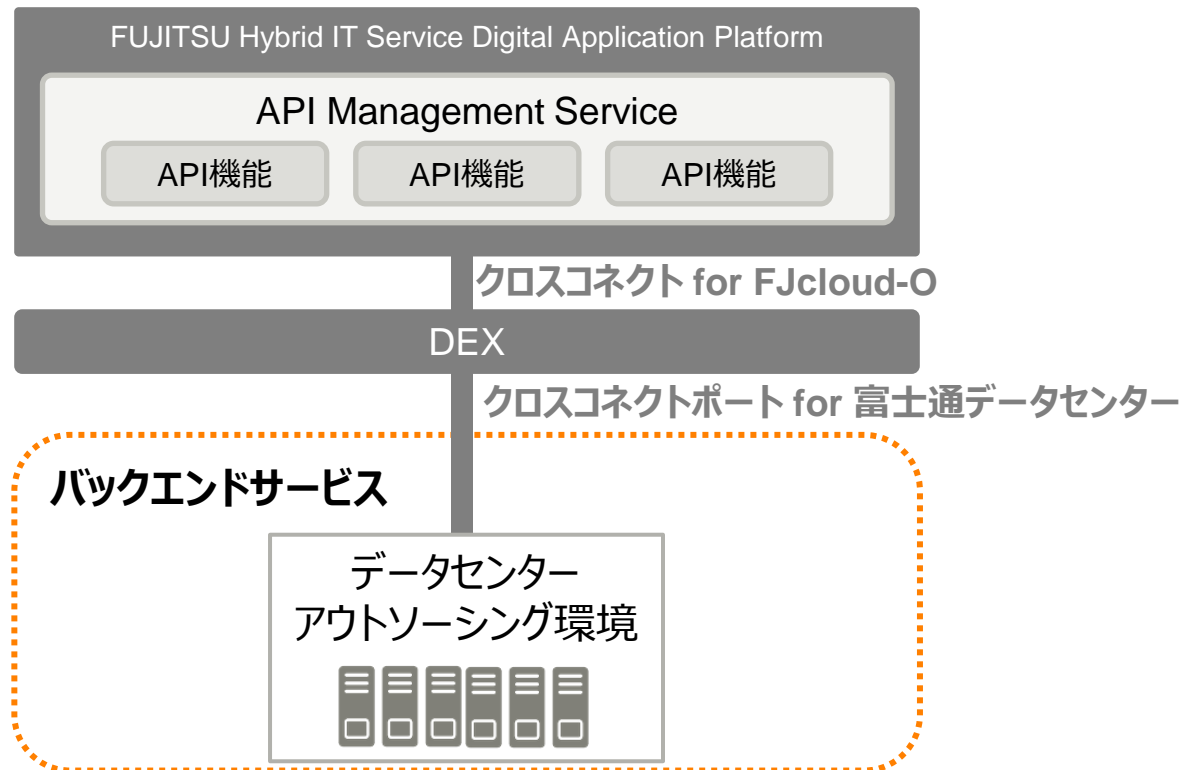 FUJITSU Hybrid IT Service Digital Application Platform
API Management Service
API機能 API機能 API機能
クロスコネクト for FJcloud-O
DEX
クロスコネクトポート for 富士通データセンター
バックエンドサービス
データセンター
アウトソーシング環境